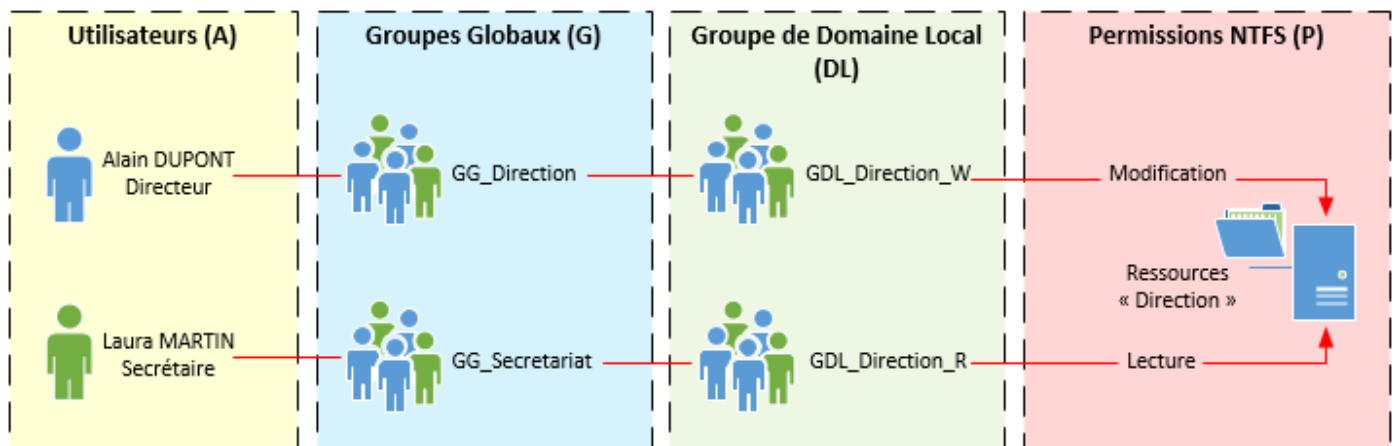 Utilisateurs (A)
Groupes Globaux (G)
Groupe de Domaine Local
(DL)
Permissions NTFS (P)
Alain DUPONT
Directeur
GG_Direction
GDL_Direction_W
Modification
Ressources
« Direction »
Laura MARTIN
Secrétaire
GG_Secretariat
GDL_Direction_R
Lecture